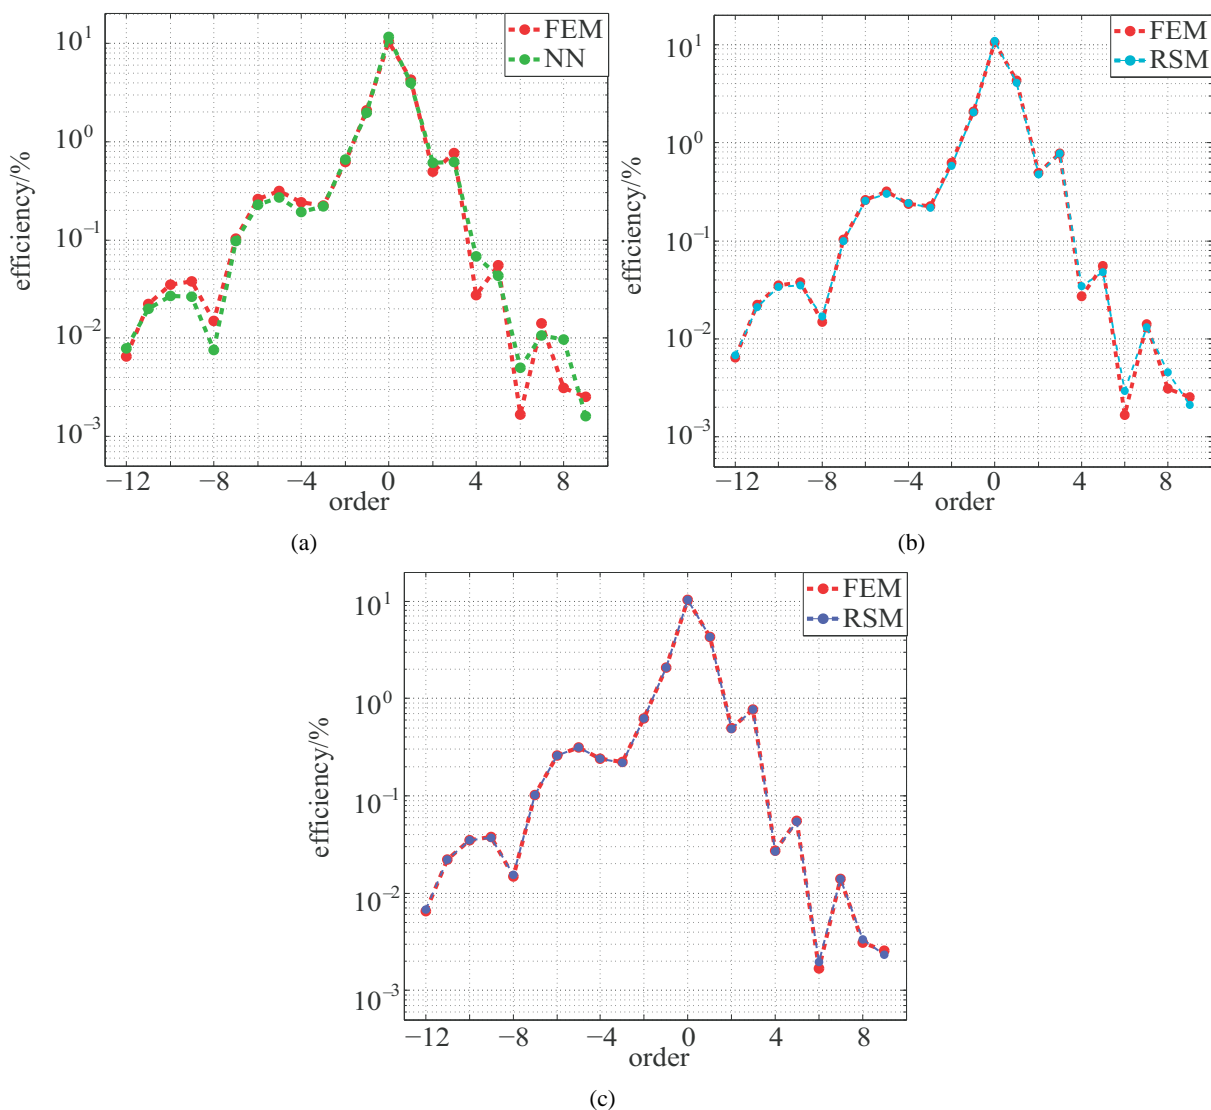 FEM
NN
10^1
10^0
10^-1
10^-2
10^-3
efficiency/%
−12 −8 −4 0 4 8
order
(a)
FEM
RSM
10^1
10^0
10^-1
10^-2
10^-3
efficiency/%
−12 −8 −4 0 4 8
order
(b)
FEM
RSM
10^1
10^0
10^-1
10^-2
10^-3
efficiency/%
−12 −8 −4 0 4 8
order
(c)